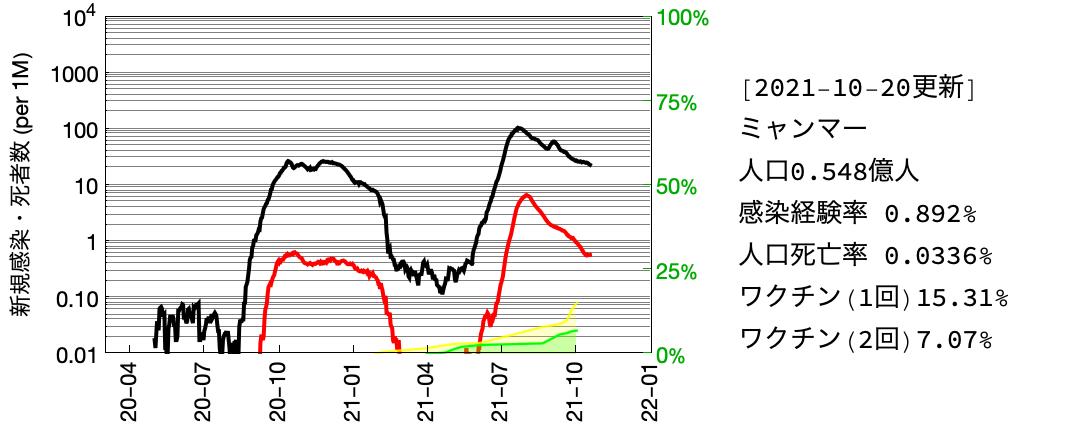 10^4
1000
100
10
1
0.10
0.01
新規感染・死者数 (per 1M)
100%
75%
50%
25%
0%
20-04
20-07
20-10
21-01
21-04
21-07
21-10
22-01
[2021-10-20更新]
ミャンマー
人口0.548億人
感染経験率 0.892%
人口死亡率 0.0336%
ワクチン(1回)15.31%
ワクチン(2回)7.07%